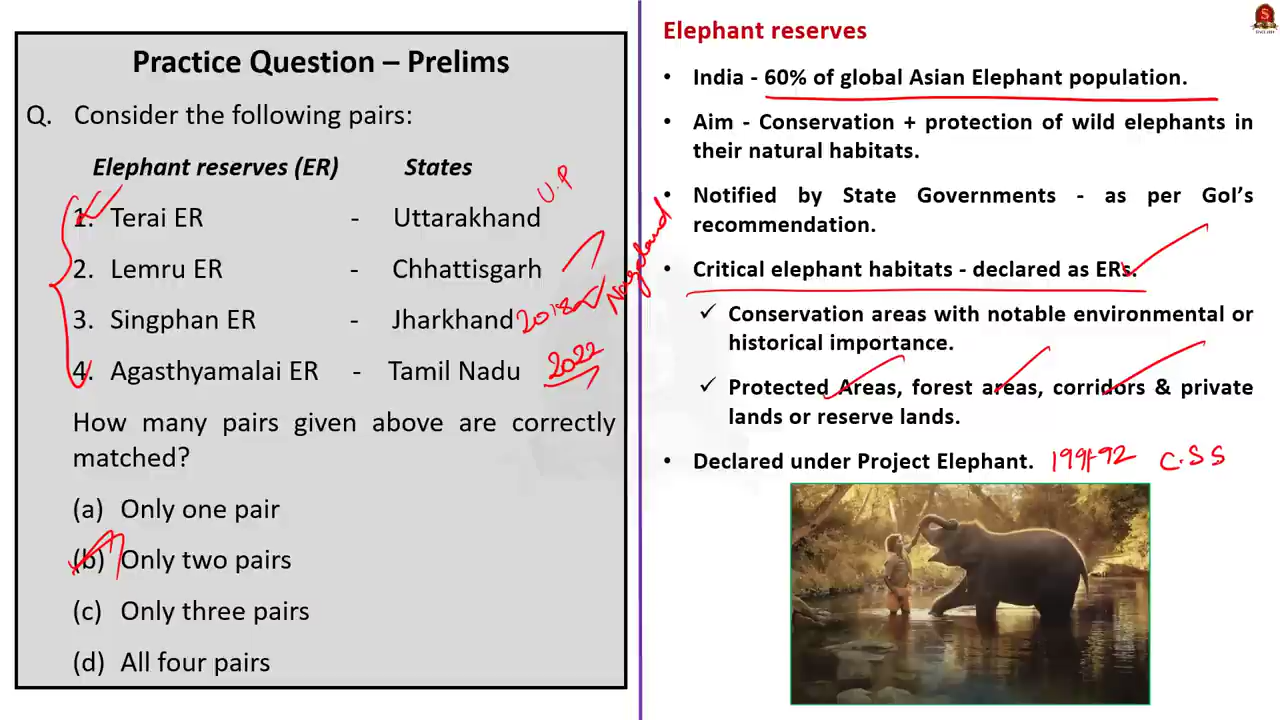 Practice Question – Prelims
Q. Consider the following pairs:
Elephant reserves (ER) States
1. Terai ER - Uttarakhand U.P
2. Lemru ER - Chhattisgarh
3. Singphan ER - Jharkhand 2018 Nagaland
4. Agasthyamalai ER - Tamil Nadu 2022
How many pairs given above are correctly
matched?
(a) Only one pair
(b) Only two pairs
(c) Only three pairs
(d) All four pairs
Elephant reserves
• India - 60% of global Asian Elephant population.
• Aim - Conservation + protection of wild elephants in
their natural habitats.
• Notified by State Governments - as per GoI's
recommendation.
• Critical elephant habitats - declared as ERs.
✓ Conservation areas with notable environmental or
historical importance.
✓ Protected Areas, forest areas, corridors & private
lands or reserve lands.
• Declared under Project Elephant. 1991-92 C.S S